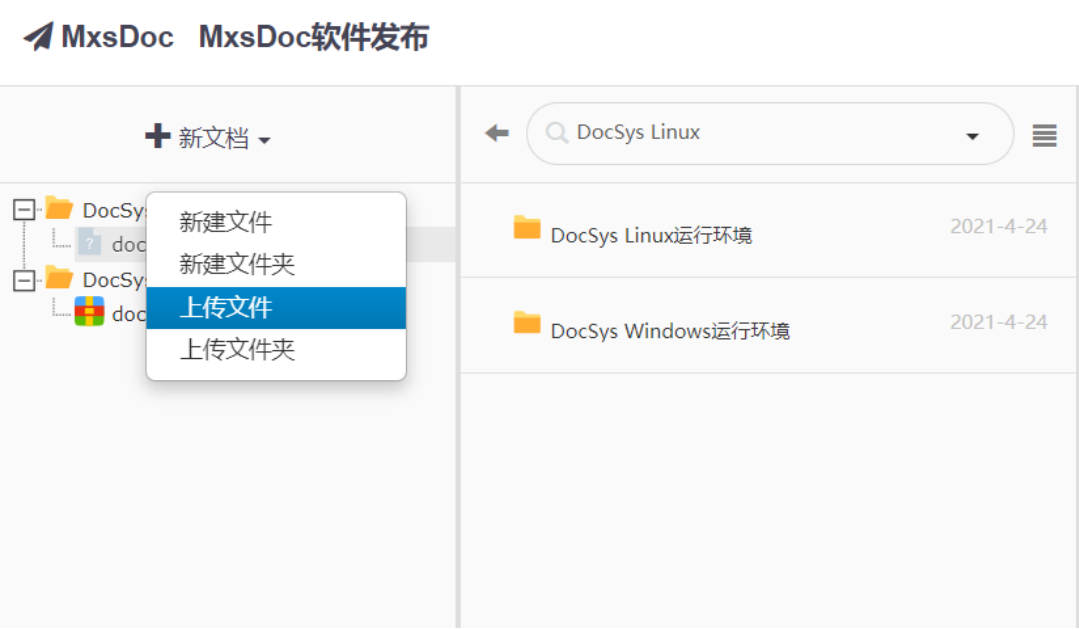 MxsDoc MxsDoc软件发布
新文档
DocSys Linux
DocSys
doc
DocSys
doc
新建文件
新建文件夹
上传文件
上传文件夹
DocSys Linux运行环境 2021-4-24
DocSys Windows运行环境 2021-4-24